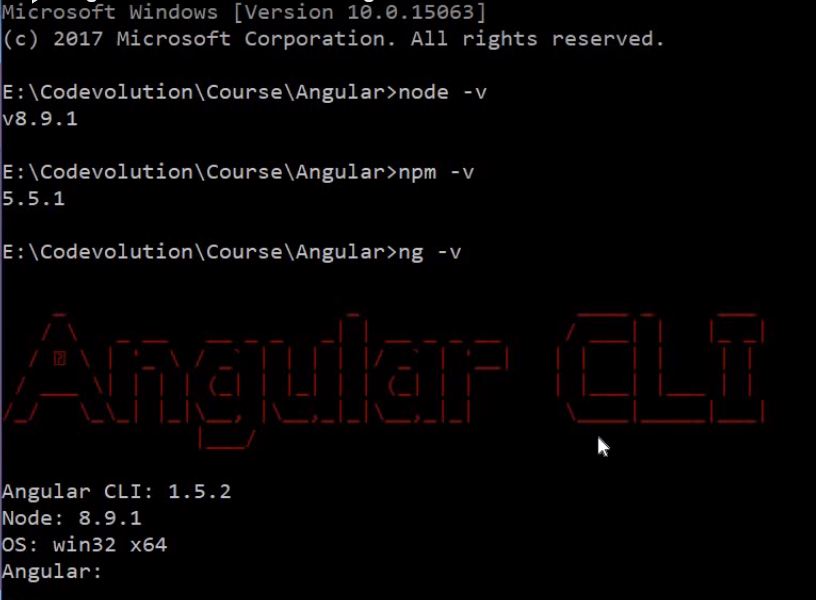 Microsoft Windows [Version 10.0.15063]
(c) 2017 Microsoft Corporation. All rights reserved.
E:\Codevolution\Course\Angular>node -v
v8.9.1
E:\Codevolution\Course\Angular>npm -v
5.5.1
E:\Codevolution\Course\Angular>ng -v
Angular CLI
Angular CLI: 1.5.2
Node: 8.9.1
OS: win32 x64
Angular: